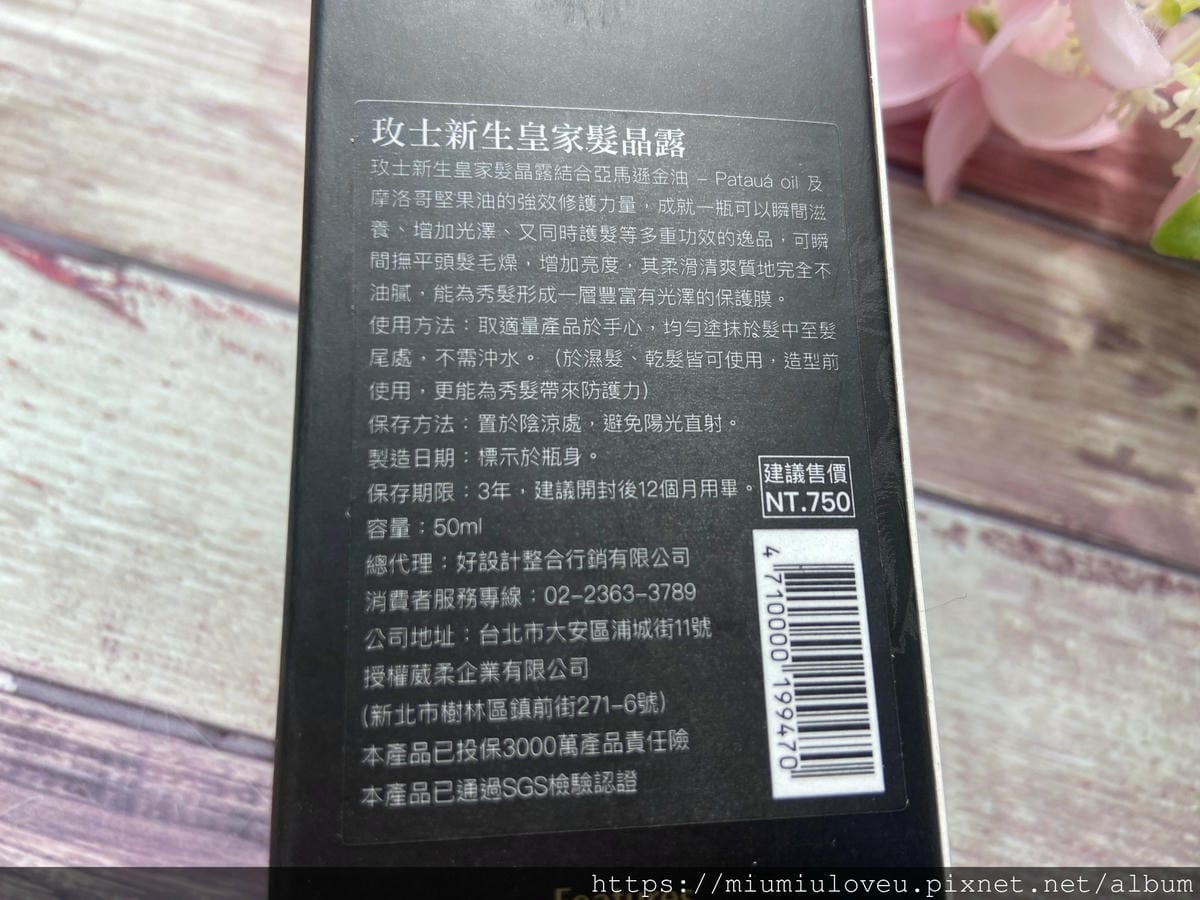 玫士新生皇家髮晶露
玫士新生皇家髮晶露結合亞馬遜金油 – Patauá oil 及
摩洛哥堅果油的強效修護力量，成就一瓶可以瞬間滋
養、增加光澤、又同時護髮等多重功效的逸品，可瞬
間撫平頭髮毛燥，增加亮度，其柔滑清爽質地完全不
油膩，能為秀髮形成一層豐富有光澤的保護膜。
使用方法：取適量產品於手心，均勻塗抹於髮中至髮
尾處，不需沖水。（於濕髮、乾髮皆可使用，造型前
使用，更能為秀髮帶來防護力）
保存方法：置於陰涼處，避免陽光直射。
製造日期：標示於瓶身。
保存期限：3年，建議開封後12個月用畢。
容量：50ml
總代理：好設計整合行銷有限公司
消費者服務專線：02-2363-3789
公司地址：台北市大安區浦城街11號
授權葳柔企業有限公司
(新北市樹林區鎮前街271-6號)
本產品已投保3000萬產品責任險
本產品已通過SGS檢驗認證
建議售價
NT.750
4 710000 199470
Features
https://miumiuloveu.pixnet.net/album